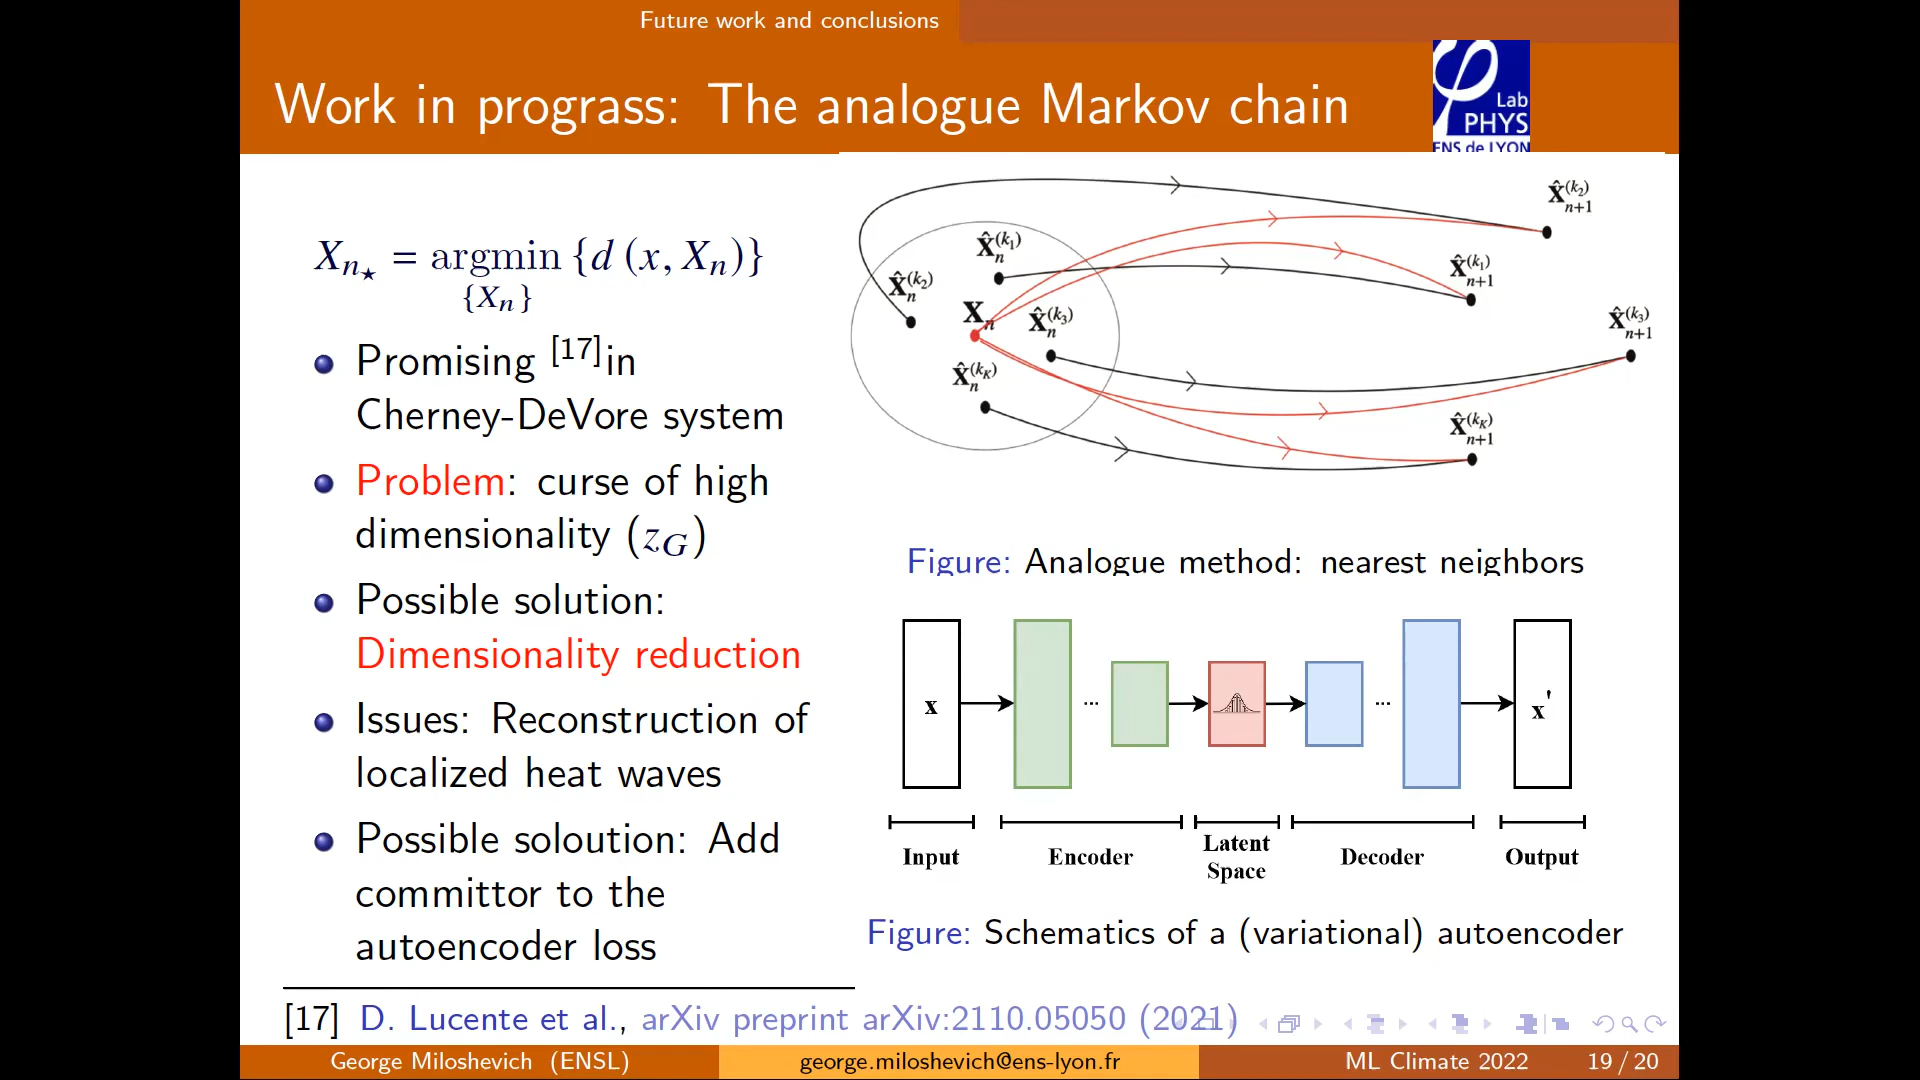 Future work and conclusions
Work in prograss: The analogue Markov chain
Lab
PHYS
ENS de LYON
X_{n⋆} = argmin {d (x, X_n)}
{X_n}
Promising [17]in
Cherney-DeVore system
Problem: curse of high
dimensionality (z_G)
Possible solution:
Dimensionality reduction
Issues: Reconstruction of
localized heat waves
Possible soloution: Add
committor to the
autoencoder loss
X̂_n^{(k_1)}
X̂_n^{(k_2)}
X_n
X̂_n^{(k_3)}
X̂_n^{(k_K)}
X̂_{n+1}^{(k_2)}
X̂_{n+1}^{(k_1)}
X̂_{n+1}^{(k_3)}
X̂_{n+1}^{(k_K)}
Figure: Analogue method: nearest neighbors
x ... ... x'
Input Encoder Latent Space Decoder Output
Figure: Schematics of a (variational) autoencoder
[17] D. Lucente et al., arXiv preprint arXiv:2110.05050 (2021)
George Miloshevich (ENSL) george.miloshevich@ens-lyon.fr ML Climate 2022 19 / 20